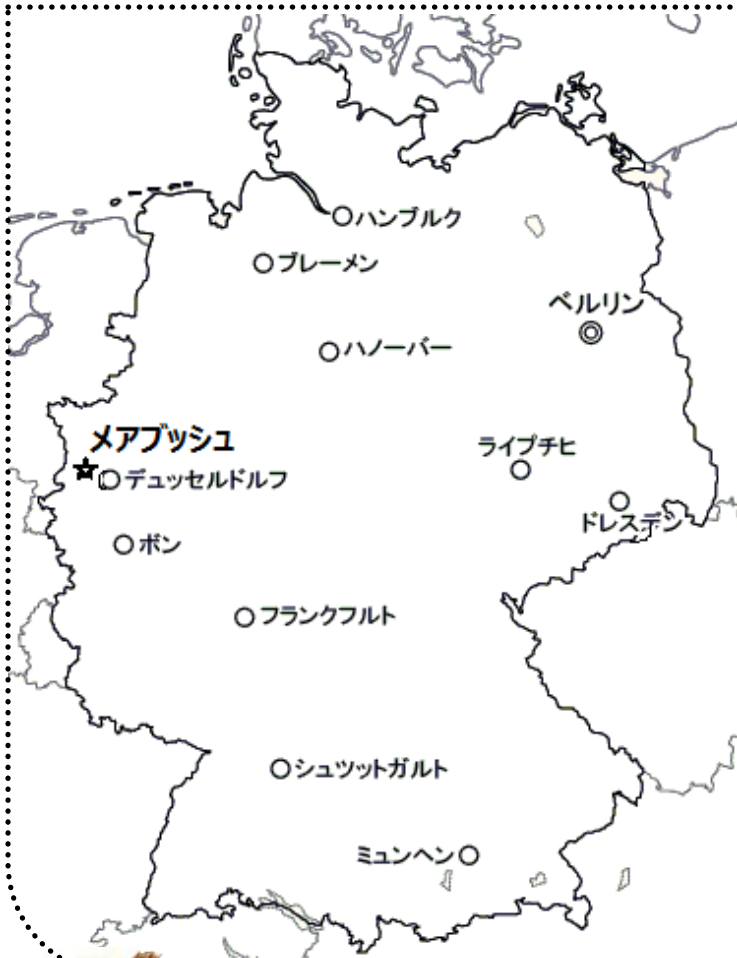 ハンブルク
ブレーメン
ベルリン
ハノーバー
メアブッシュ
ライプチヒ
デュッセルドルフ
ドレスデン
ボン
フランクフルト
シュツットガルト
ミュンヘン